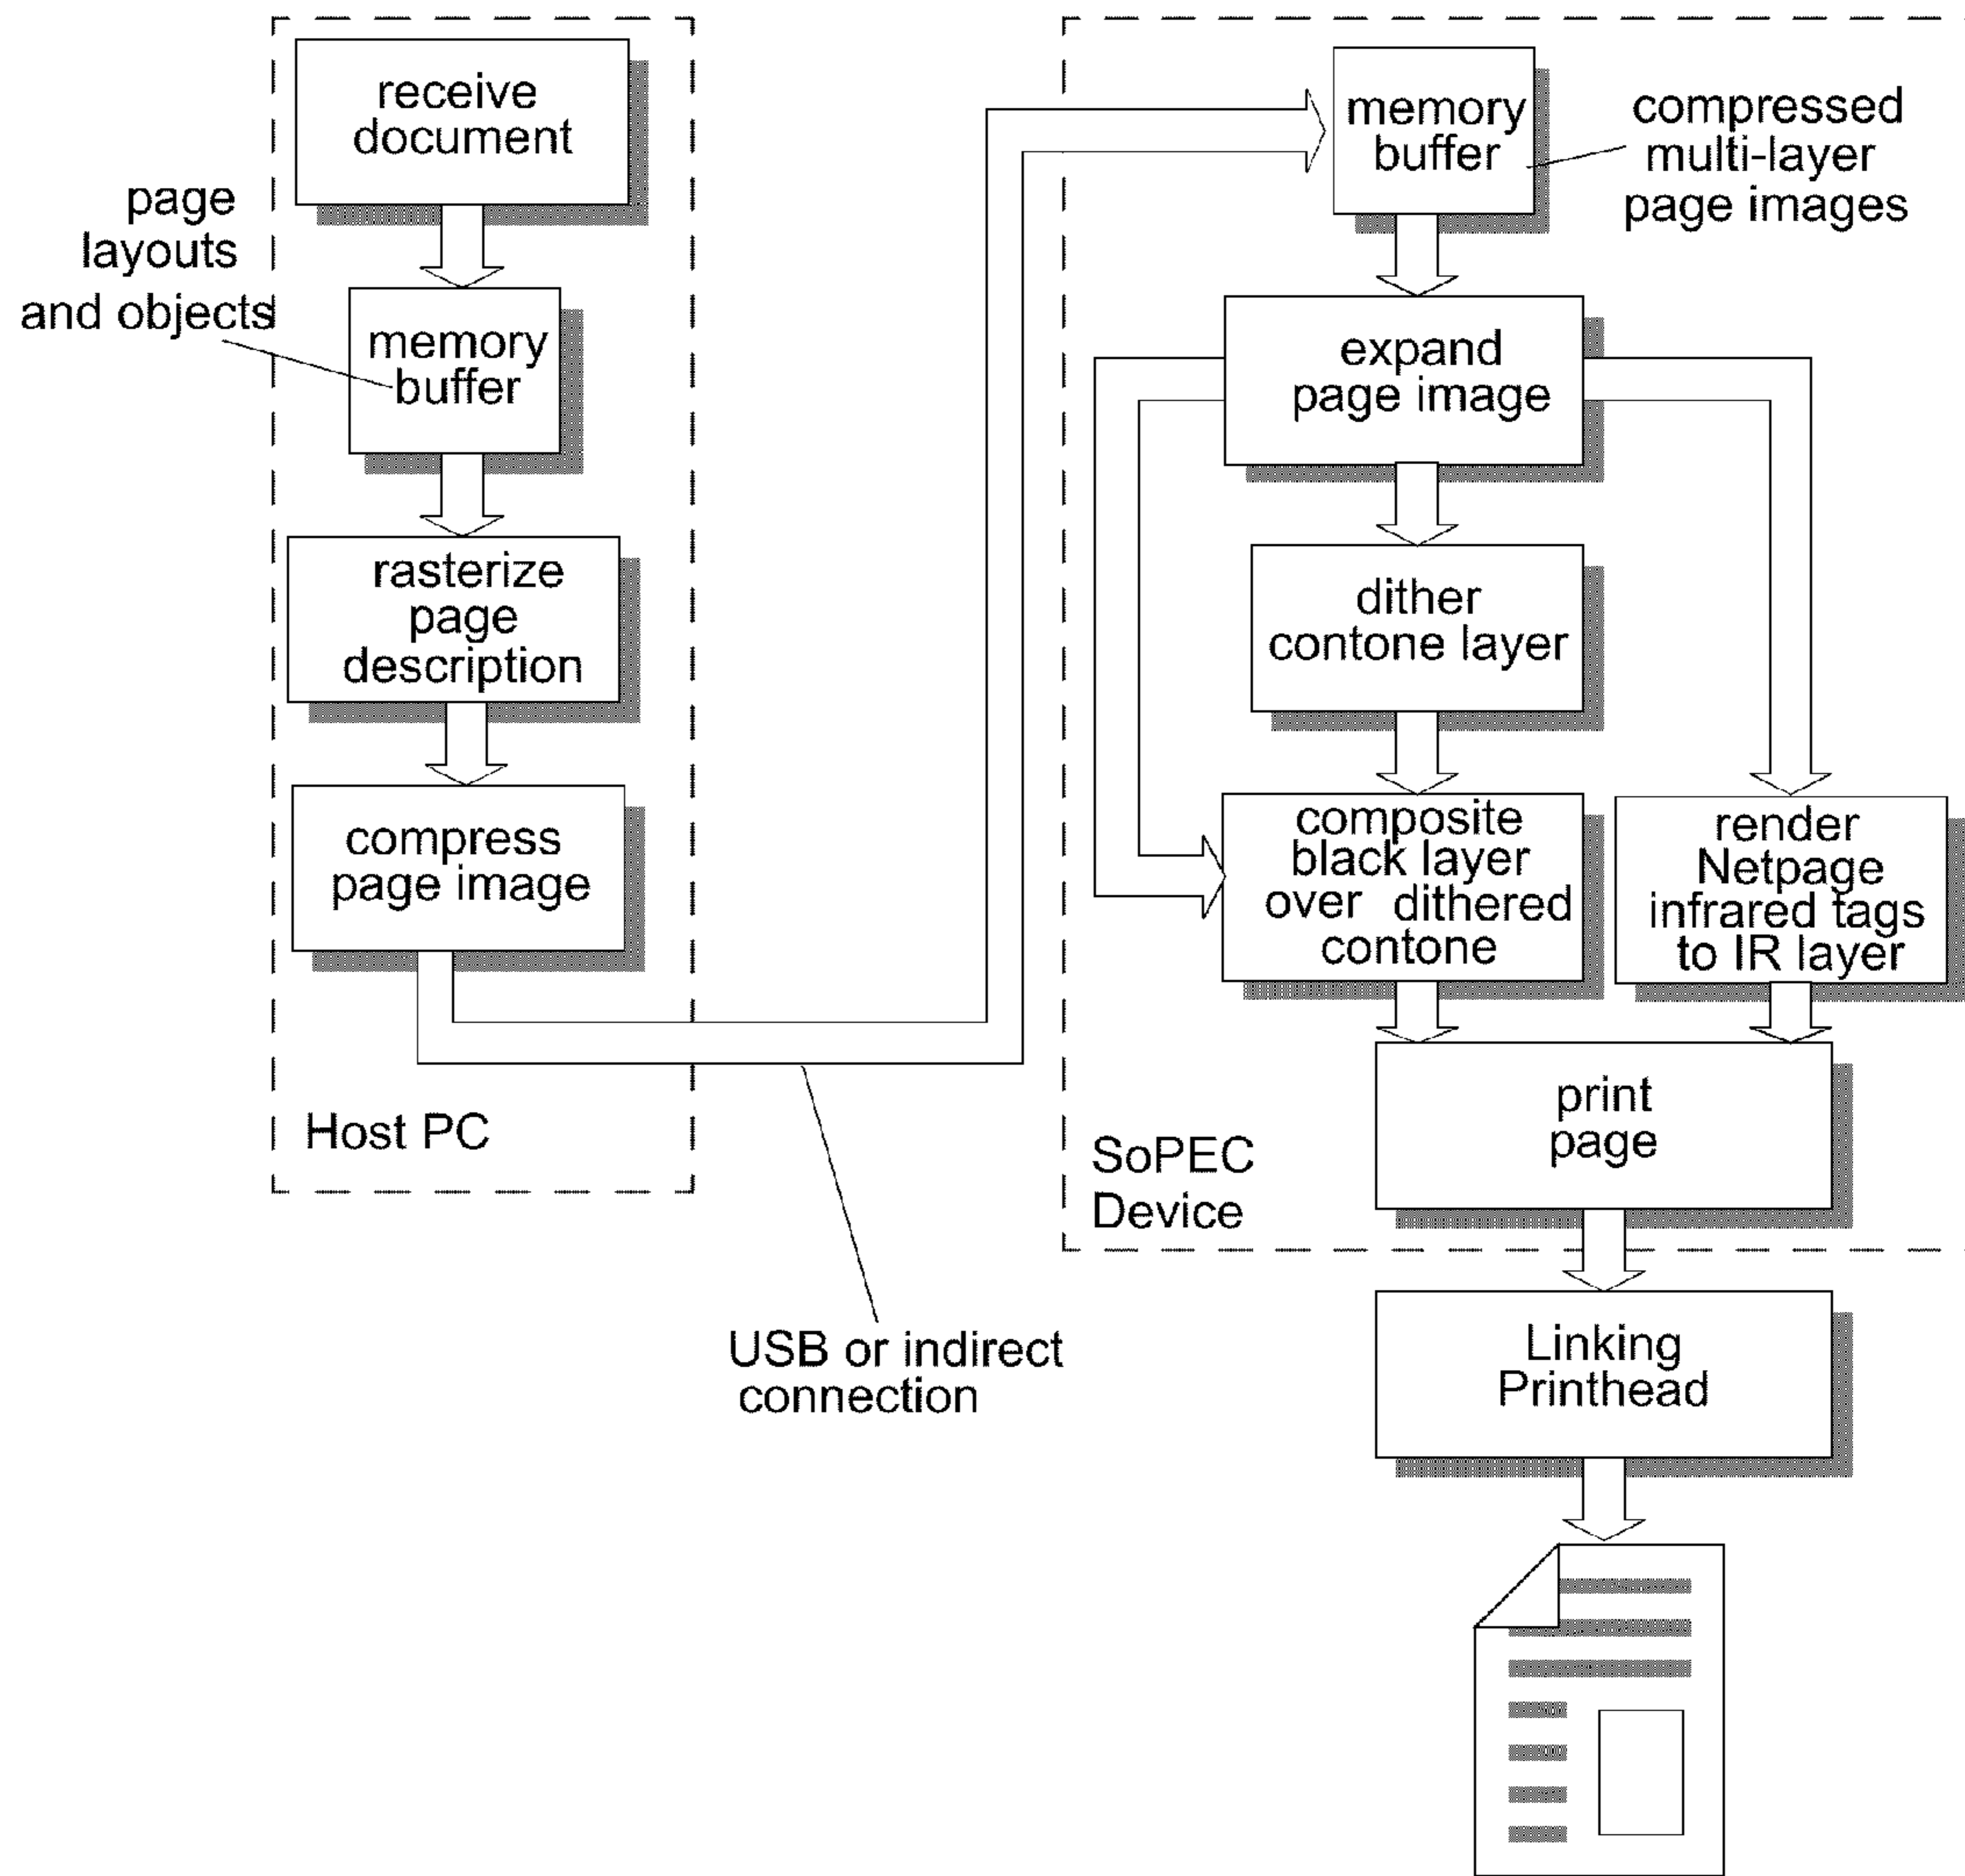 receive
document
page
layouts
and objects
memory
buffer
rasterize
page
description
compress
page image
Host PC
USB or indirect
connection
memory
buffer
compressed
multi-layer
page images
expand
page image
dither
contone layer
composite
black layer
over dithered
contone
render
Netpage
infrared tags
to IR layer
print
page
SoPEC
Device
Linking
Printhead